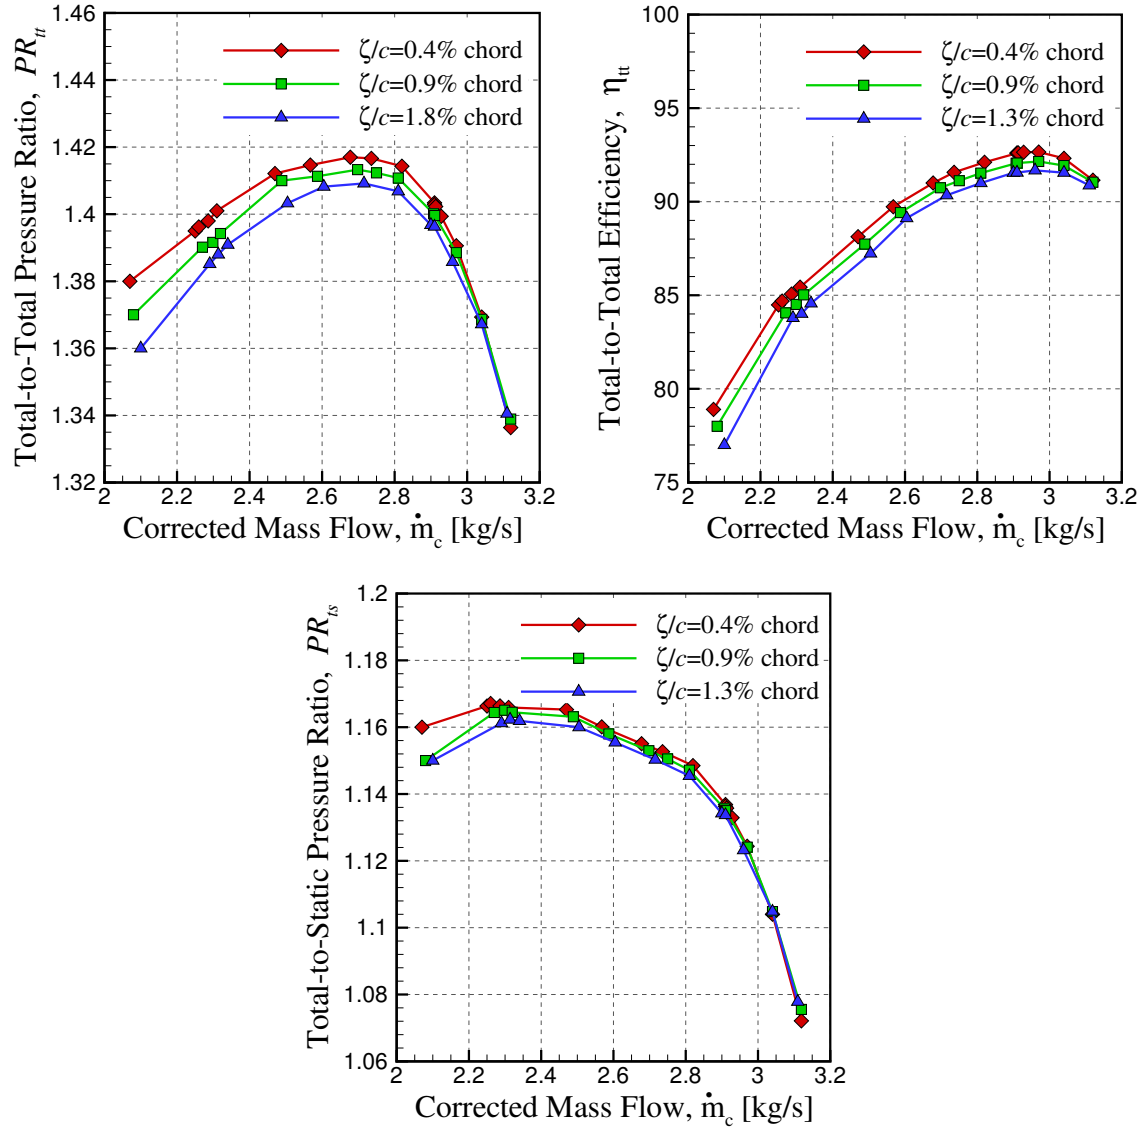 Total-to-Total Pressure Ratio, PR_tt
1.46
1.44
1.42
1.4
1.38
1.36
1.34
1.32
ζ/c=0.4% chord
ζ/c=0.9% chord
ζ/c=1.8% chord
2
2.2
2.4
2.6
2.8
3
3.2
Corrected Mass Flow, ṁ_c [kg/s]
Total-to-Total Efficiency, η_tt
100
95
90
85
80
75
ζ/c=0.4% chord
ζ/c=0.9% chord
ζ/c=1.3% chord
2
2.2
2.4
2.6
2.8
3
3.2
Corrected Mass Flow, ṁ_c [kg/s]
Total-to-Static Pressure Ratio, PR_ts
1.2
1.18
1.16
1.14
1.12
1.1
1.08
1.06
ζ/c=0.4% chord
ζ/c=0.9% chord
ζ/c=1.3% chord
2
2.2
2.4
2.6
2.8
3
3.2
Corrected Mass Flow, ṁ_c [kg/s]